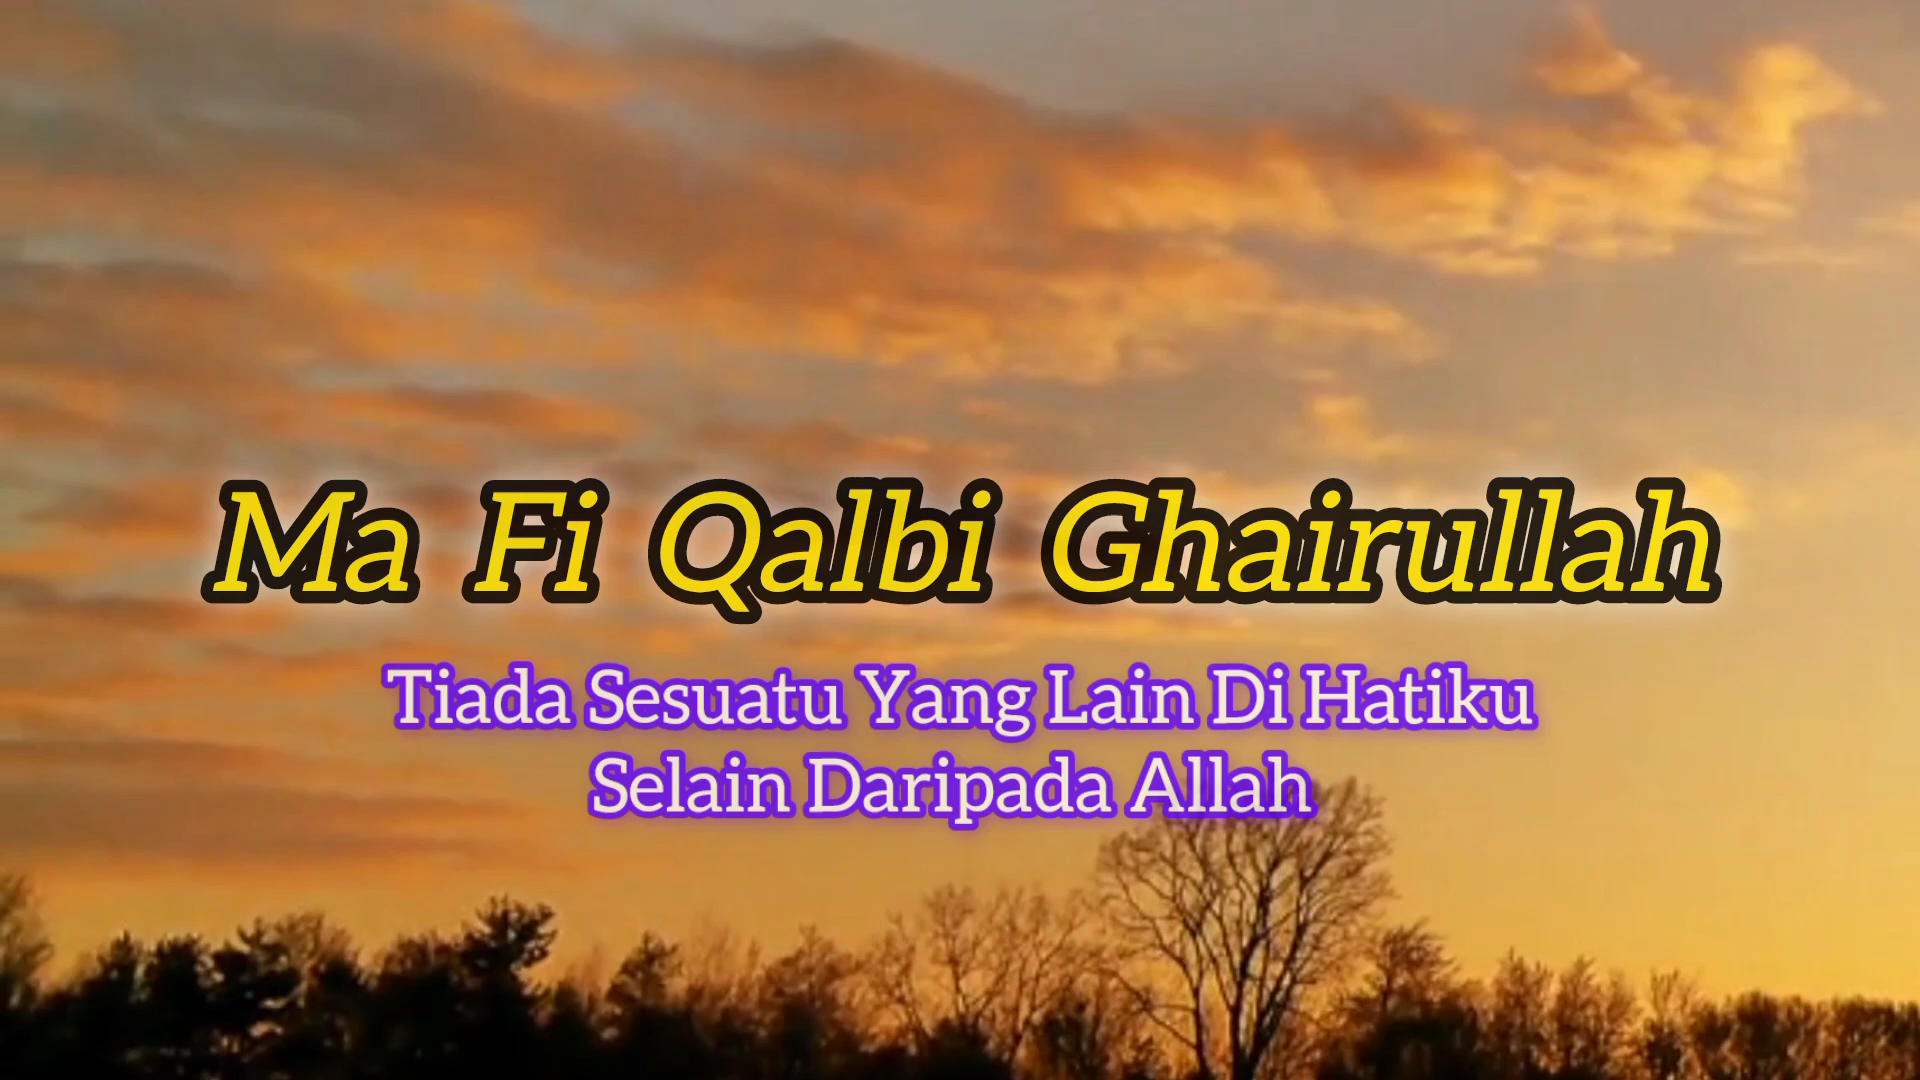 Ma Fi Qalbi Ghairullah
Tiada Sesuatu Yang Lain Di Hatiku
Selain Daripada Allah